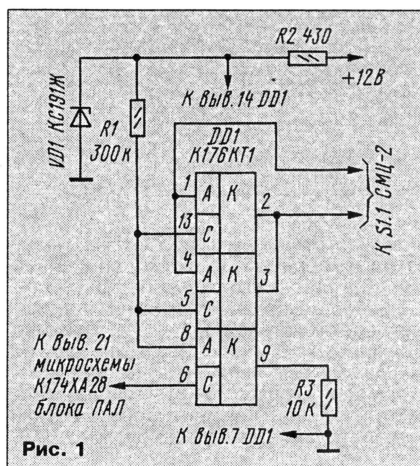 R2 430
+12В
VD1 КС191Ж
R1
300к
К выв.14 DD1
DD1
К176КТ1
1
A
К
2
13
C
4
A
К
3
5
C
8
A
К
9
6
C
К S1.1 СМЦ-2
К выв. 21
микросхемы
К174ХА28
блока ПАЛ
R3
10к
К выв.7 DD1
Рис. 1